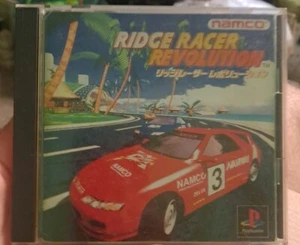 namco
RIDGE RACER
REVOLUTION
リッジレーサー レボリューション
NAMCO
3
PlayStation